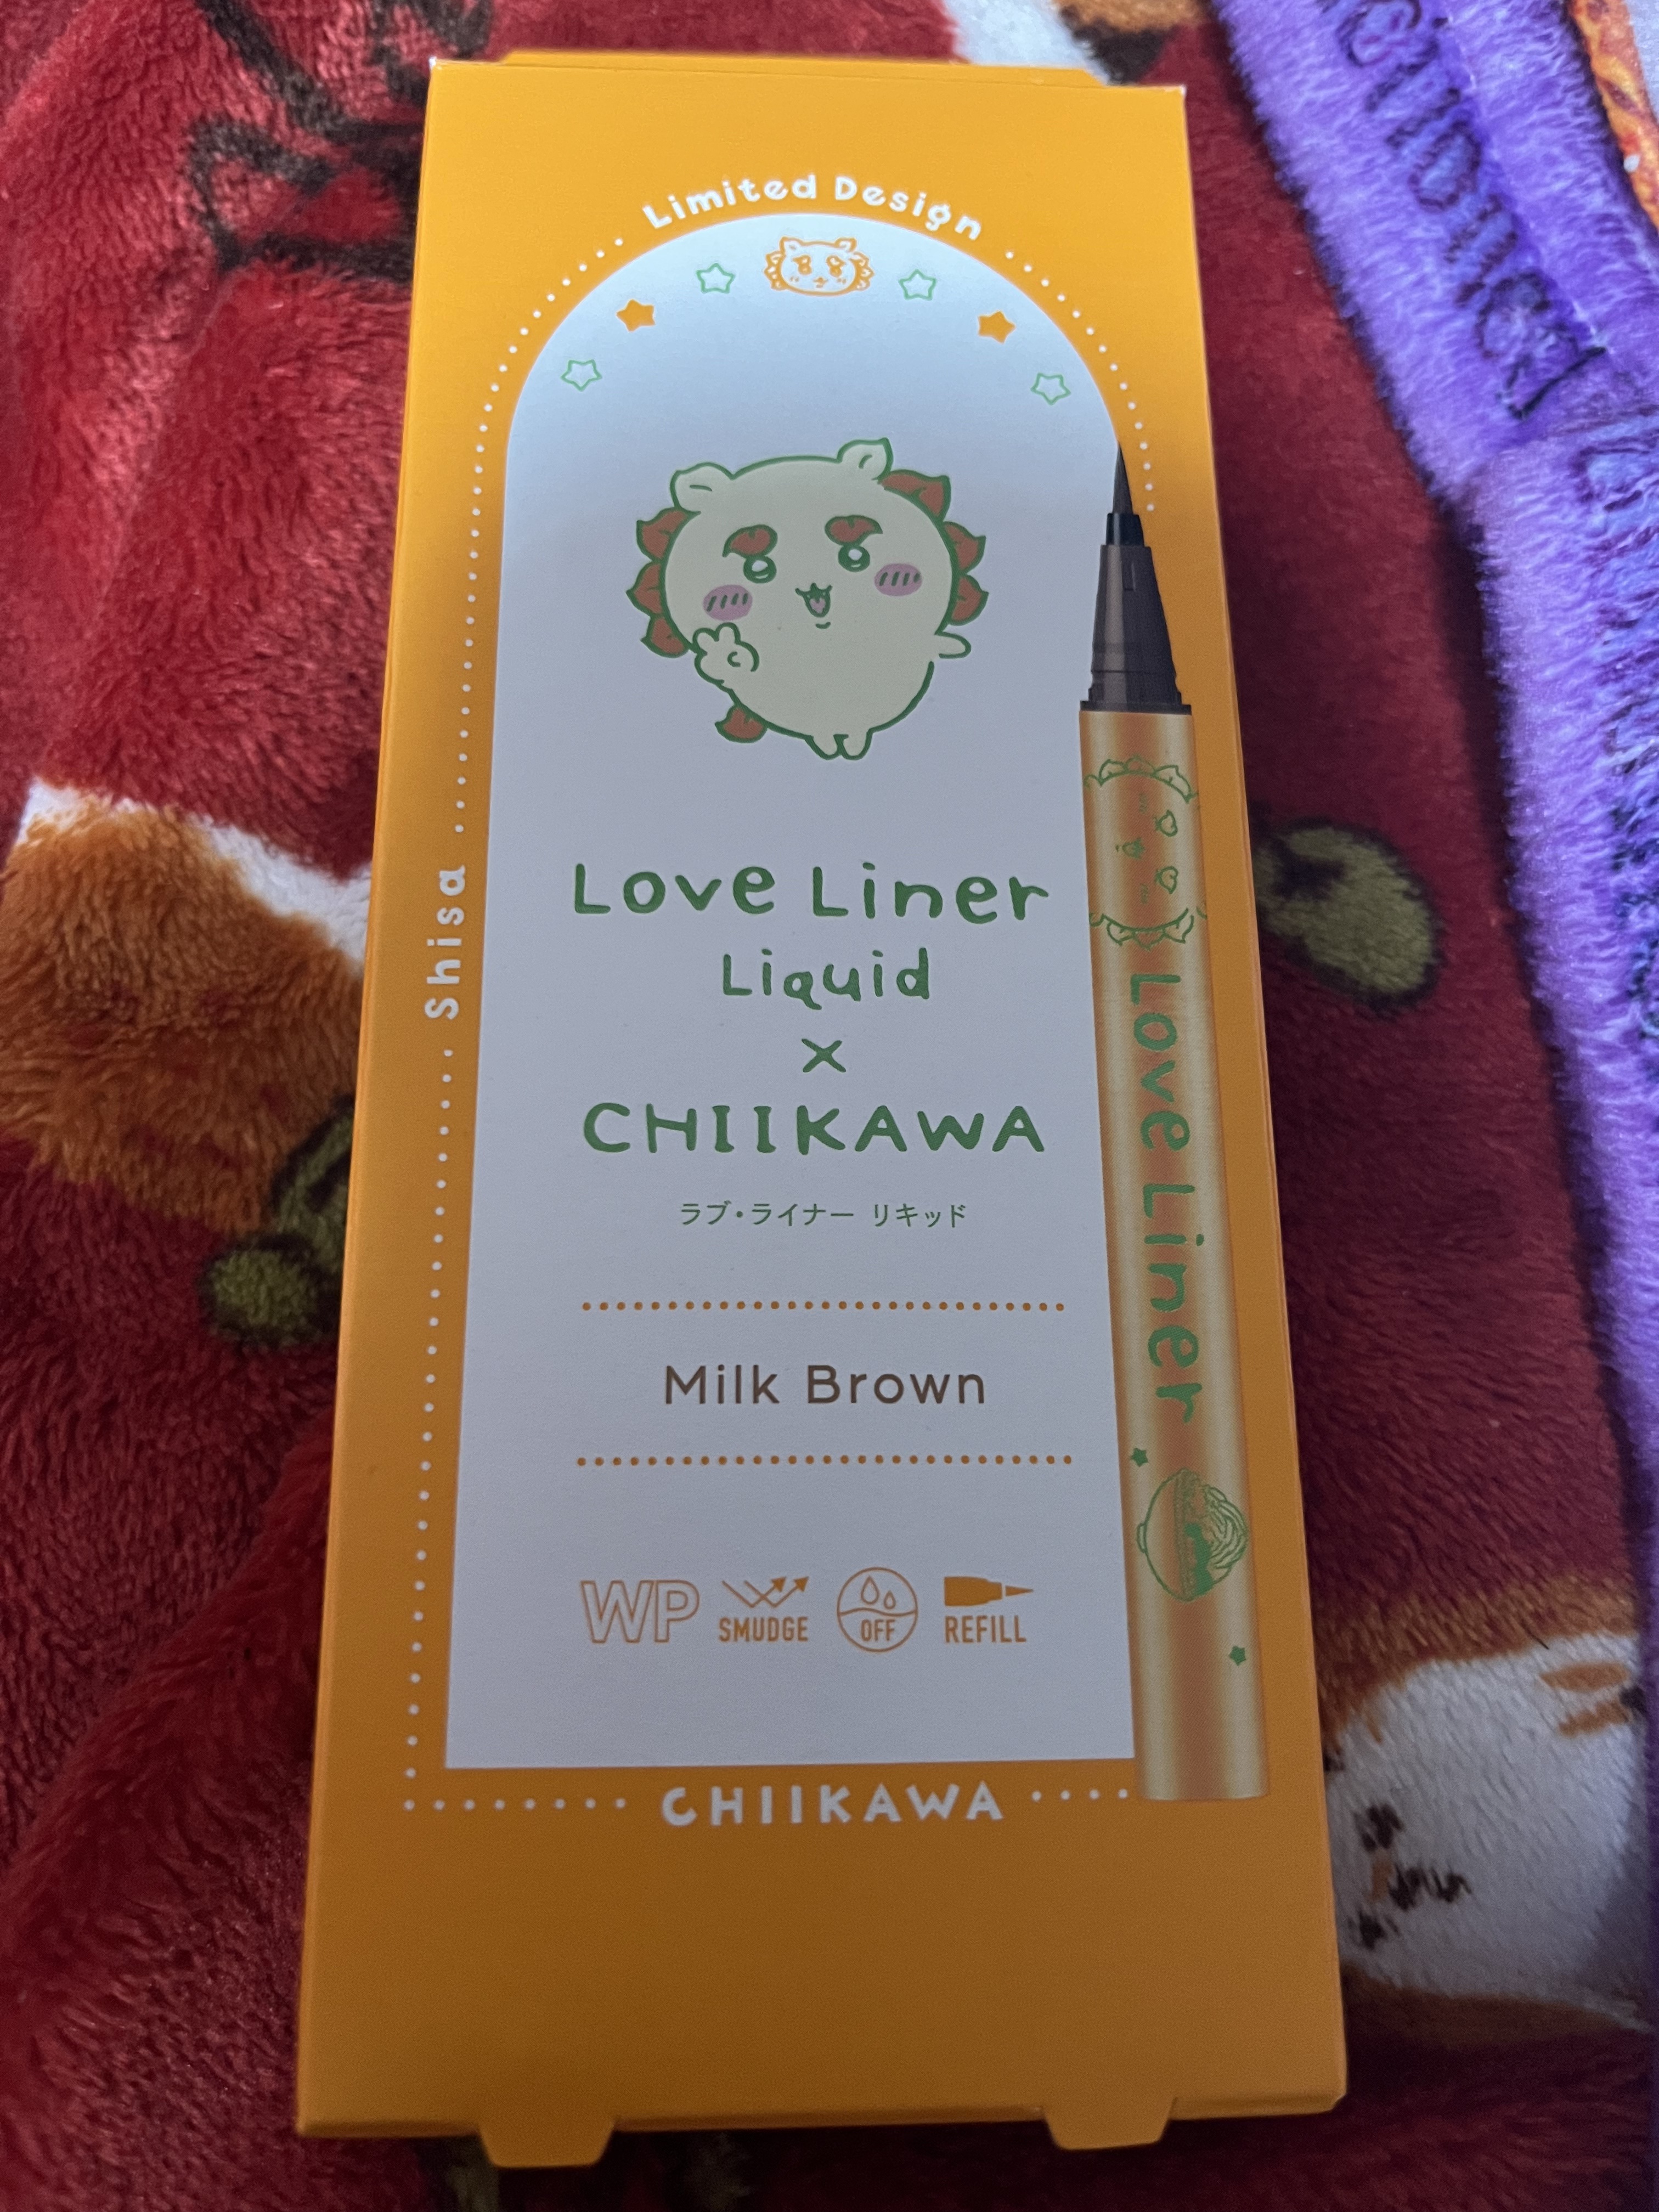 Limited Design
Shisa
Love Liner
Liquid
×
CHIIKAWA
ラブ・ライナー リキッド
Milk Brown
WP
SMUDGE
OFF
REFILL
Love Liner
CHIIKAWA